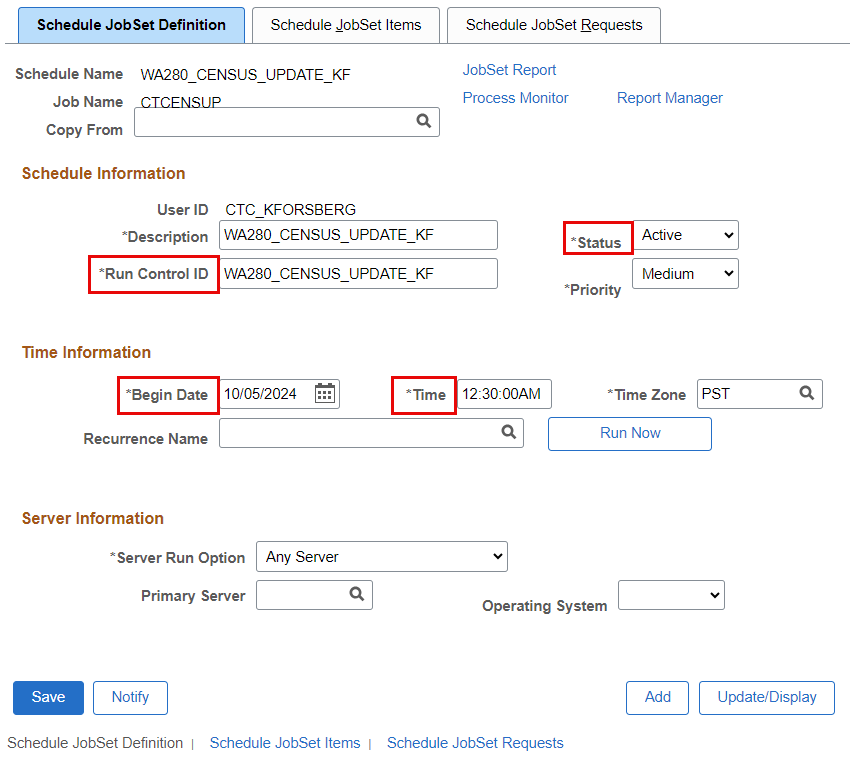 Schedule JobSet Definition Schedule JobSet Items Schedule JobSet Requests
Schedule Name WA280_CENSUS_UPDATE_KF JobSet Report
Job Name CTCENSUP Process Monitor Report Manager
Copy From
Schedule Information
User ID CTC_KFORSBERG
*Description WA280_CENSUS_UPDATE_KF *Status Active
*Run Control ID WA280_CENSUS_UPDATE_KF *Priority Medium
Time Information
*Begin Date 10/05/2024 *Time 12:30:00AM *Time Zone PST
Recurrence Name Run Now
Server Information
*Server Run Option Any Server
Primary Server Operating System
Save Notify Add Update/Display
Schedule JobSet Definition | Schedule JobSet Items | Schedule JobSet Requests